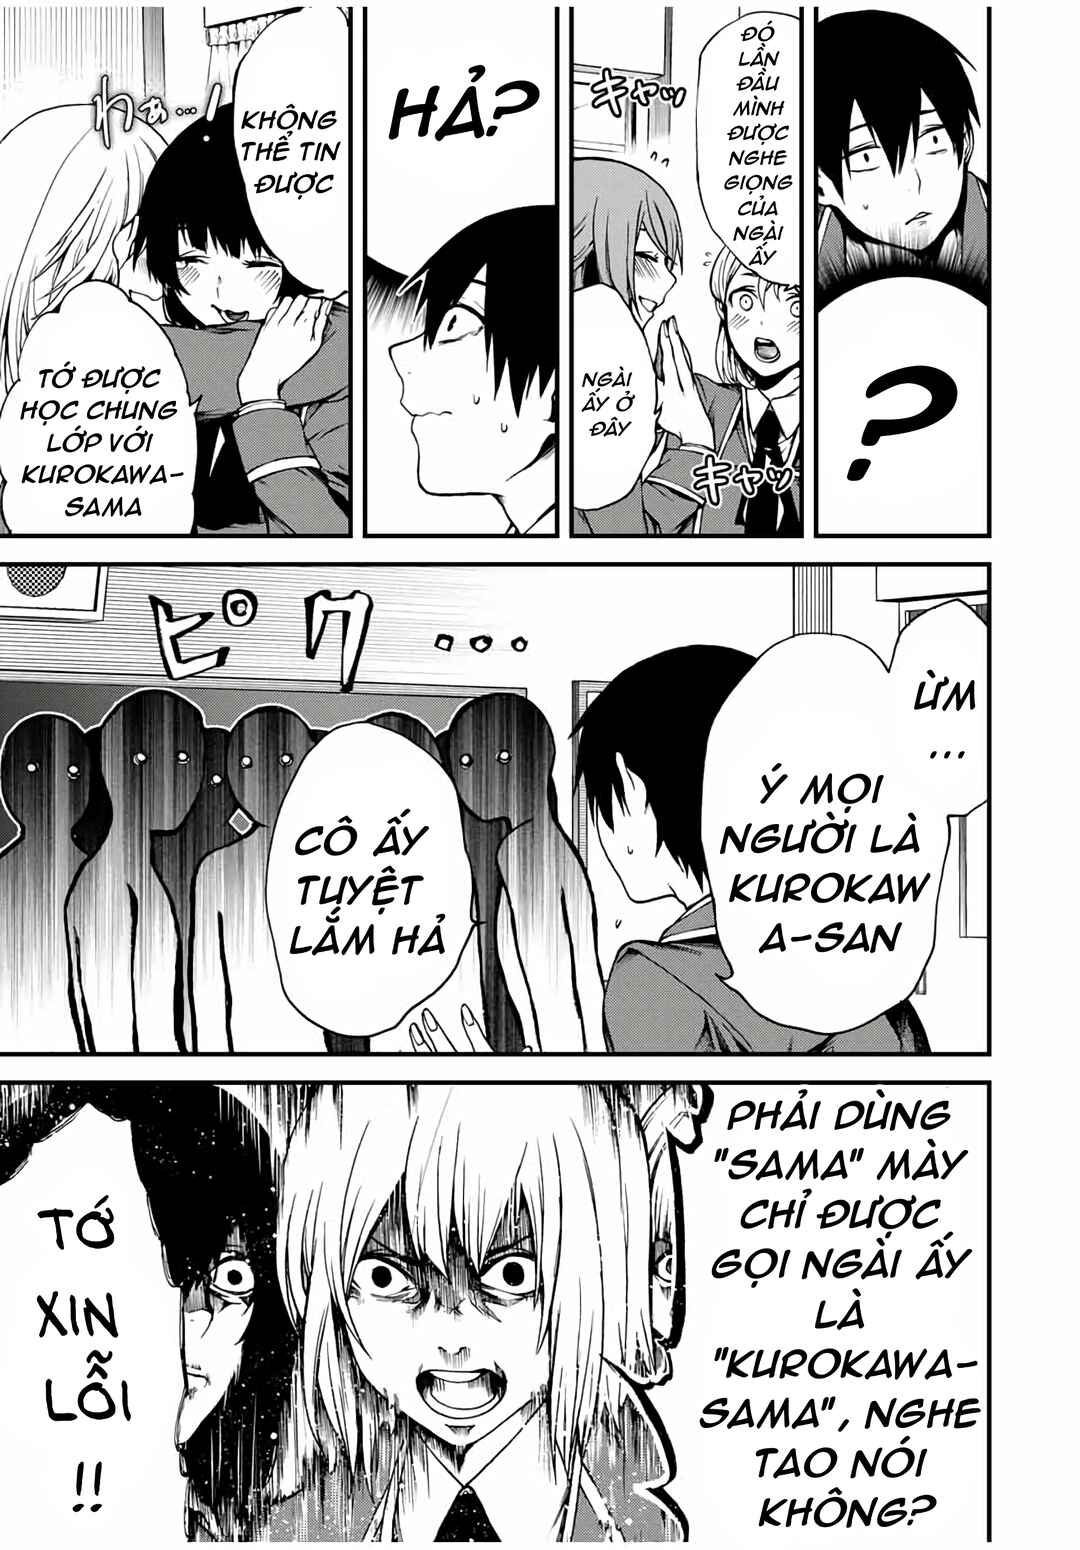 ?
ĐÓ
LẦN
ĐẦU
MÌNH
ĐƯỢC
NGHE
GIỌNG
CỦA
NGÀI
ẤY
キャッ
NGÀI
ẤY Ở
ĐÂY
キャッ
HẢ?
KHÔNG
THỂ TIN
ĐƯỢC
わぁ…!
TỚ ĐƯỢC
HỌC CHUNG
LỚP VỚI
KUROKAWA-
SAMA
ỪM
...
Ý MỌI
NGƯỜI LÀ
KUROKAW
A-SAN
ピク...
CÔ ẤY
TUYỆT
LẮM HẢ
PHẢI DÙNG
"SAMA" MÀY
CHỈ ĐƯỢC
GỌI NGÀI ẤY
LÀ
"KUROKAWA-
SAMA", NGHE
TAO NÓI
KHÔNG?
TỚ
XIN
LỖI
!!